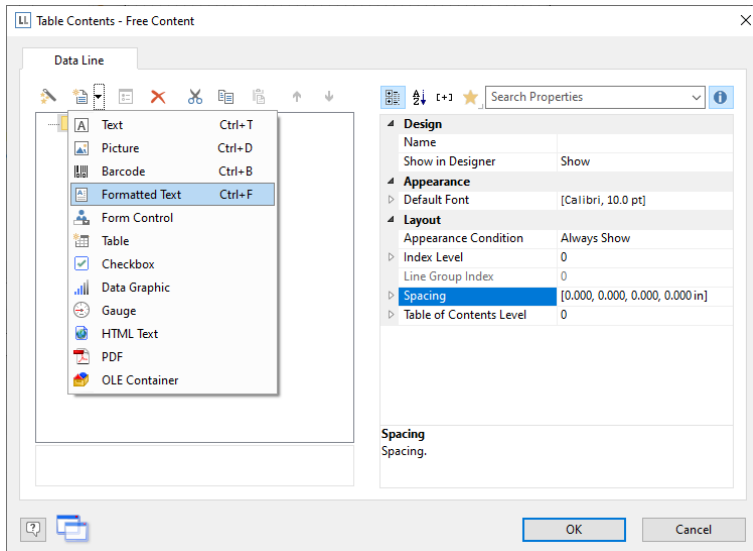 LL Table Contents - Free Content
Data Line
Text Ctrl+T
Picture Ctrl+D
Barcode Ctrl+B
Formatted Text Ctrl+F
Form Control
Table
Checkbox
Data Graphic
Gauge
HTML Text
PDF
OLE Container
Search Properties
Design
Name
Show in Designer Show
Appearance
Default Font [Calibri, 10.0 pt]
Layout
Appearance Condition Always Show
Index Level 0
Line Group Index 0
Spacing [0.000, 0.000, 0.000, 0.000 in]
Table of Contents Level 0
Spacing
Spacing.
OK Cancel